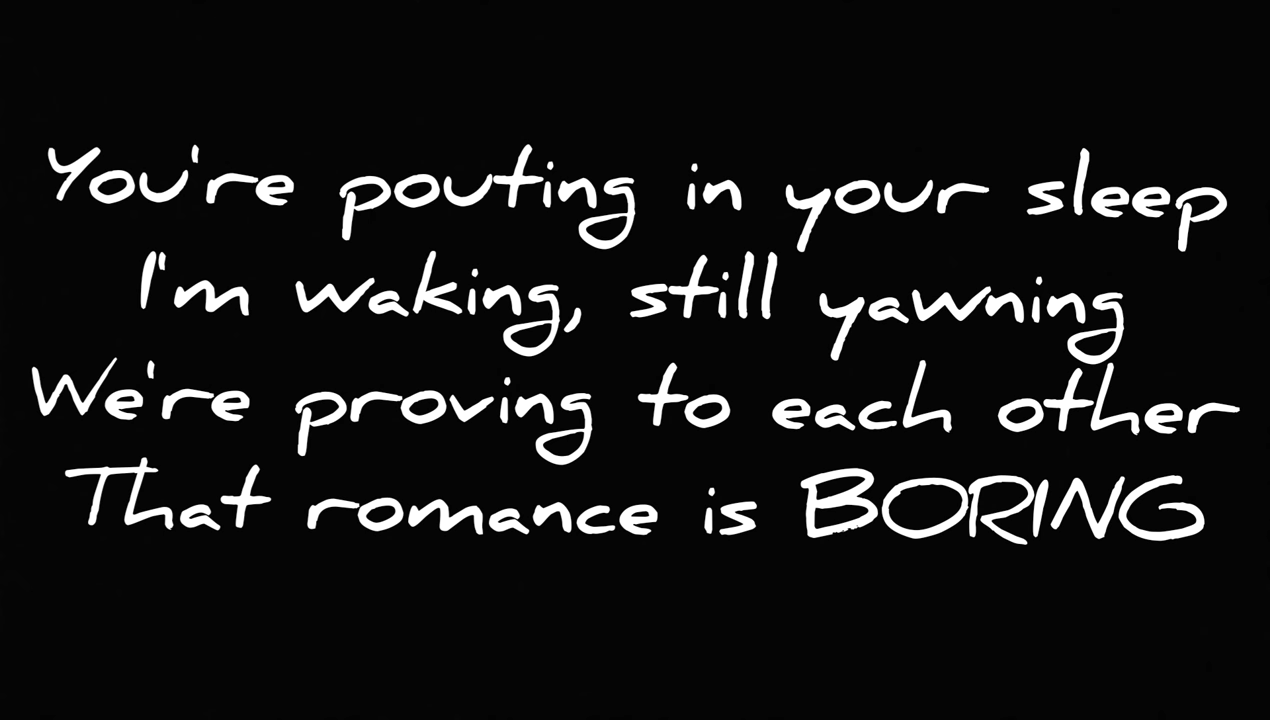 You're pouting in your sleep
I'm waking, still yawning
We're proving to each other
That romance is BORING